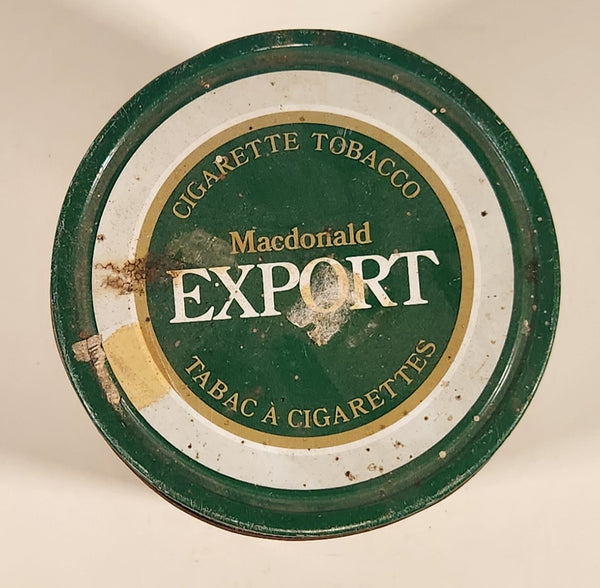 CIGARETTE TOBACCO
Macdonald
EXPORT
TABAC À CIGARETTES